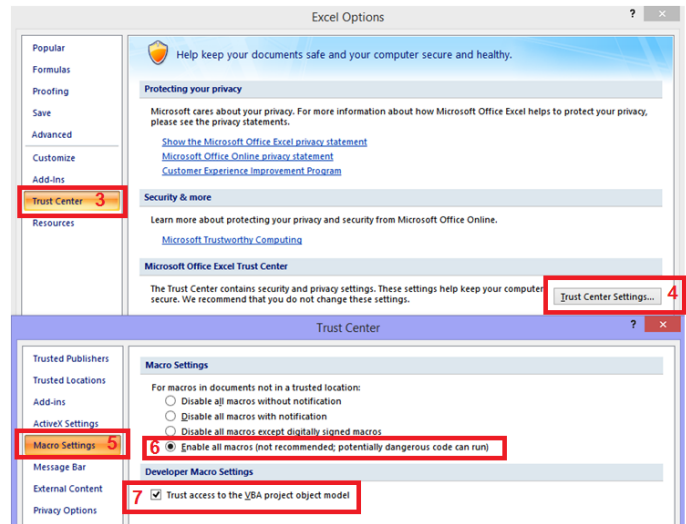 Excel Options
?
Popular
Formulas
Proofing
Save
Advanced
Customize
Add-Ins
Trust Center 3
Resources
Help keep your documents safe and your computer secure and healthy.
Protecting your privacy
Microsoft cares about your privacy. For more information about how Microsoft Office Excel helps to protect your privacy,
please see the privacy statements.
Show the Microsoft Office Excel privacy statement
Microsoft Office Online privacy statement
Customer Experience Improvement Program
Security & more
Learn more about protecting your privacy and security from Microsoft Office Online.
Microsoft Trustworthy Computing
Microsoft Office Excel Trust Center
The Trust Center contains security and privacy settings. These settings help keep your computer
secure. We recommend that you do not change these settings.
Trust Center Settings... 4
Trust Center
?
Trusted Publishers
Trusted Locations
Add-ins
ActiveX Settings
Macro Settings 5
Message Bar
External Content
Privacy Options
Macro Settings
For macros in documents not in a trusted location:
Disable all macros without notification
Disable all macros with notification
Disable all macros except digitally signed macros
6 Enable all macros (not recommended; potentially dangerous code can run)
Developer Macro Settings
7 Trust access to the VBA project object model